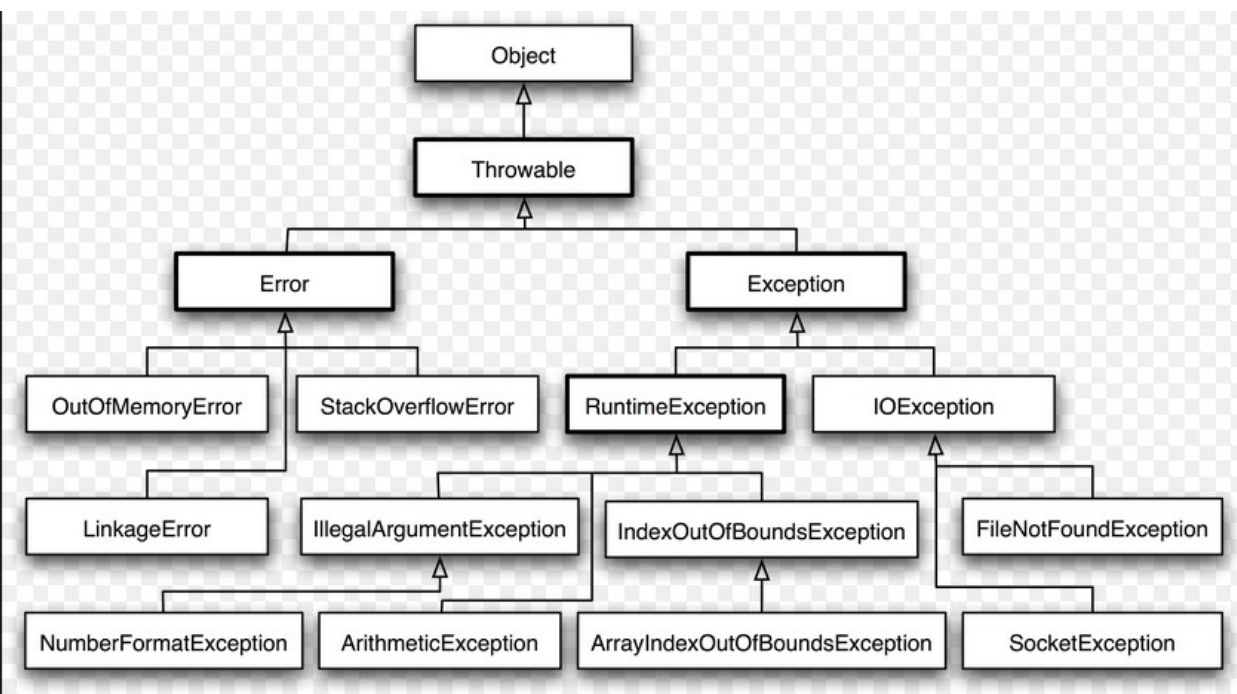 Object
Throwable
Error
Exception
OutOfMemoryError
StackOverflowError
RuntimeException
IOException
LinkageError
IllegalArgumentException
IndexOutOfBoundsException
FileNotFoundException
NumberFormatException
ArithmeticException
ArrayIndexOutOfBoundsException
SocketException